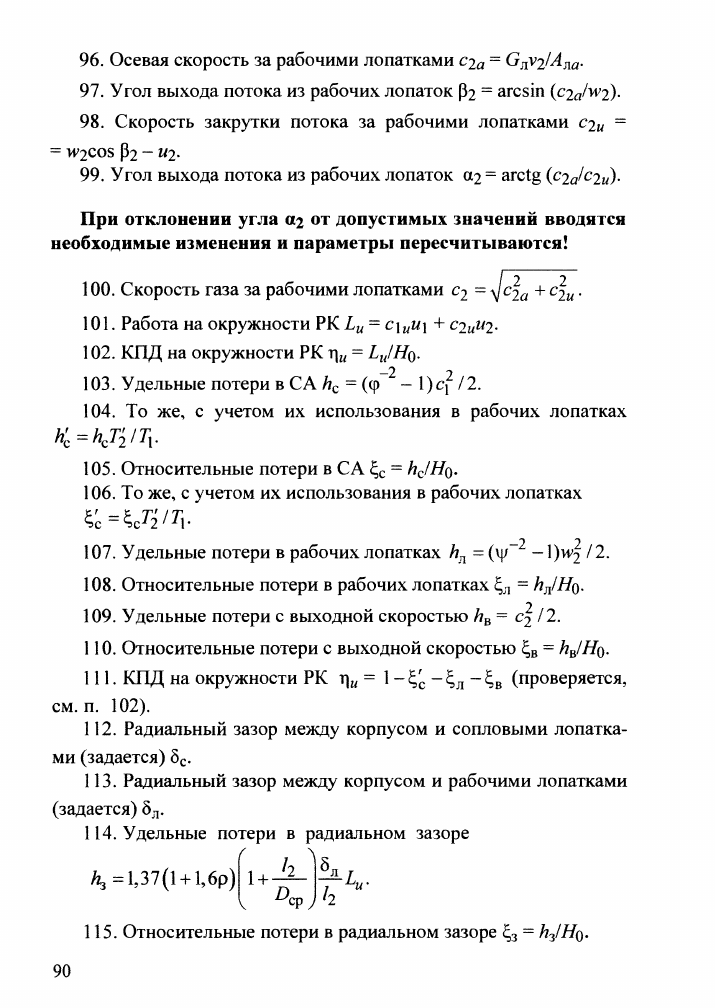 96. Осевая скорость за рабочими лопатками c₂ₐ = Gлv₂/Aлa.
97. Угол выхода потока из рабочих лопаток β₂ = arcsin (c₂ₐ/w₂).
98. Скорость закрутки потока за рабочими лопатками c₂ᵤ =
= w₂cos β₂ – u₂.
99. Угол выхода потока из рабочих лопаток α₂ = arctg (c₂ₐ/c₂ᵤ).
При отклонении угла α₂ от допустимых значений вводятся
необходимые изменения и параметры пересчитываются!
100. Скорость газа за рабочими лопатками c₂ = √(c₂ₐ² + c₂ᵤ²).
101. Работа на окружности РК Lᵤ = c₁ᵤu₁ + c₂ᵤu₂.
102. КПД на окружности РК ηᵤ = Lᵤ/H₀.
103. Удельные потери в СА hс = (φ⁻² – 1)c₁² / 2.
104. То же, с учетом их использования в рабочих лопатках
h′с = hсT′₂ / T₁.
105. Относительные потери в СА ξс = hс/H₀.
106. То же, с учетом их использования в рабочих лопатках
ξ′с = ξсT′₂ / T₁.
107. Удельные потери в рабочих лопатках hл = (ψ⁻² – 1)w₂² / 2.
108. Относительные потери в рабочих лопатках ξл = hл/H₀.
109. Удельные потери с выходной скоростью hв = c₂² / 2.
110. Относительные потери с выходной скоростью ξв = hв/H₀.
111. КПД на окружности РК ηᵤ = 1 – ξ′с – ξл – ξв (проверяется,
см. п. 102).
112. Радиальный зазор между корпусом и сопловыми лопатка-
ми (задается) δс.
113. Радиальный зазор между корпусом и рабочими лопатками
(задается) δл.
114. Удельные потери в радиальном зазоре
hз = 1,37(1 + 1,6ρ)(1 + l₂/Dср) δл/l₂ Lᵤ.
115. Относительные потери в радиальном зазоре ξз = hз/H₀.
90